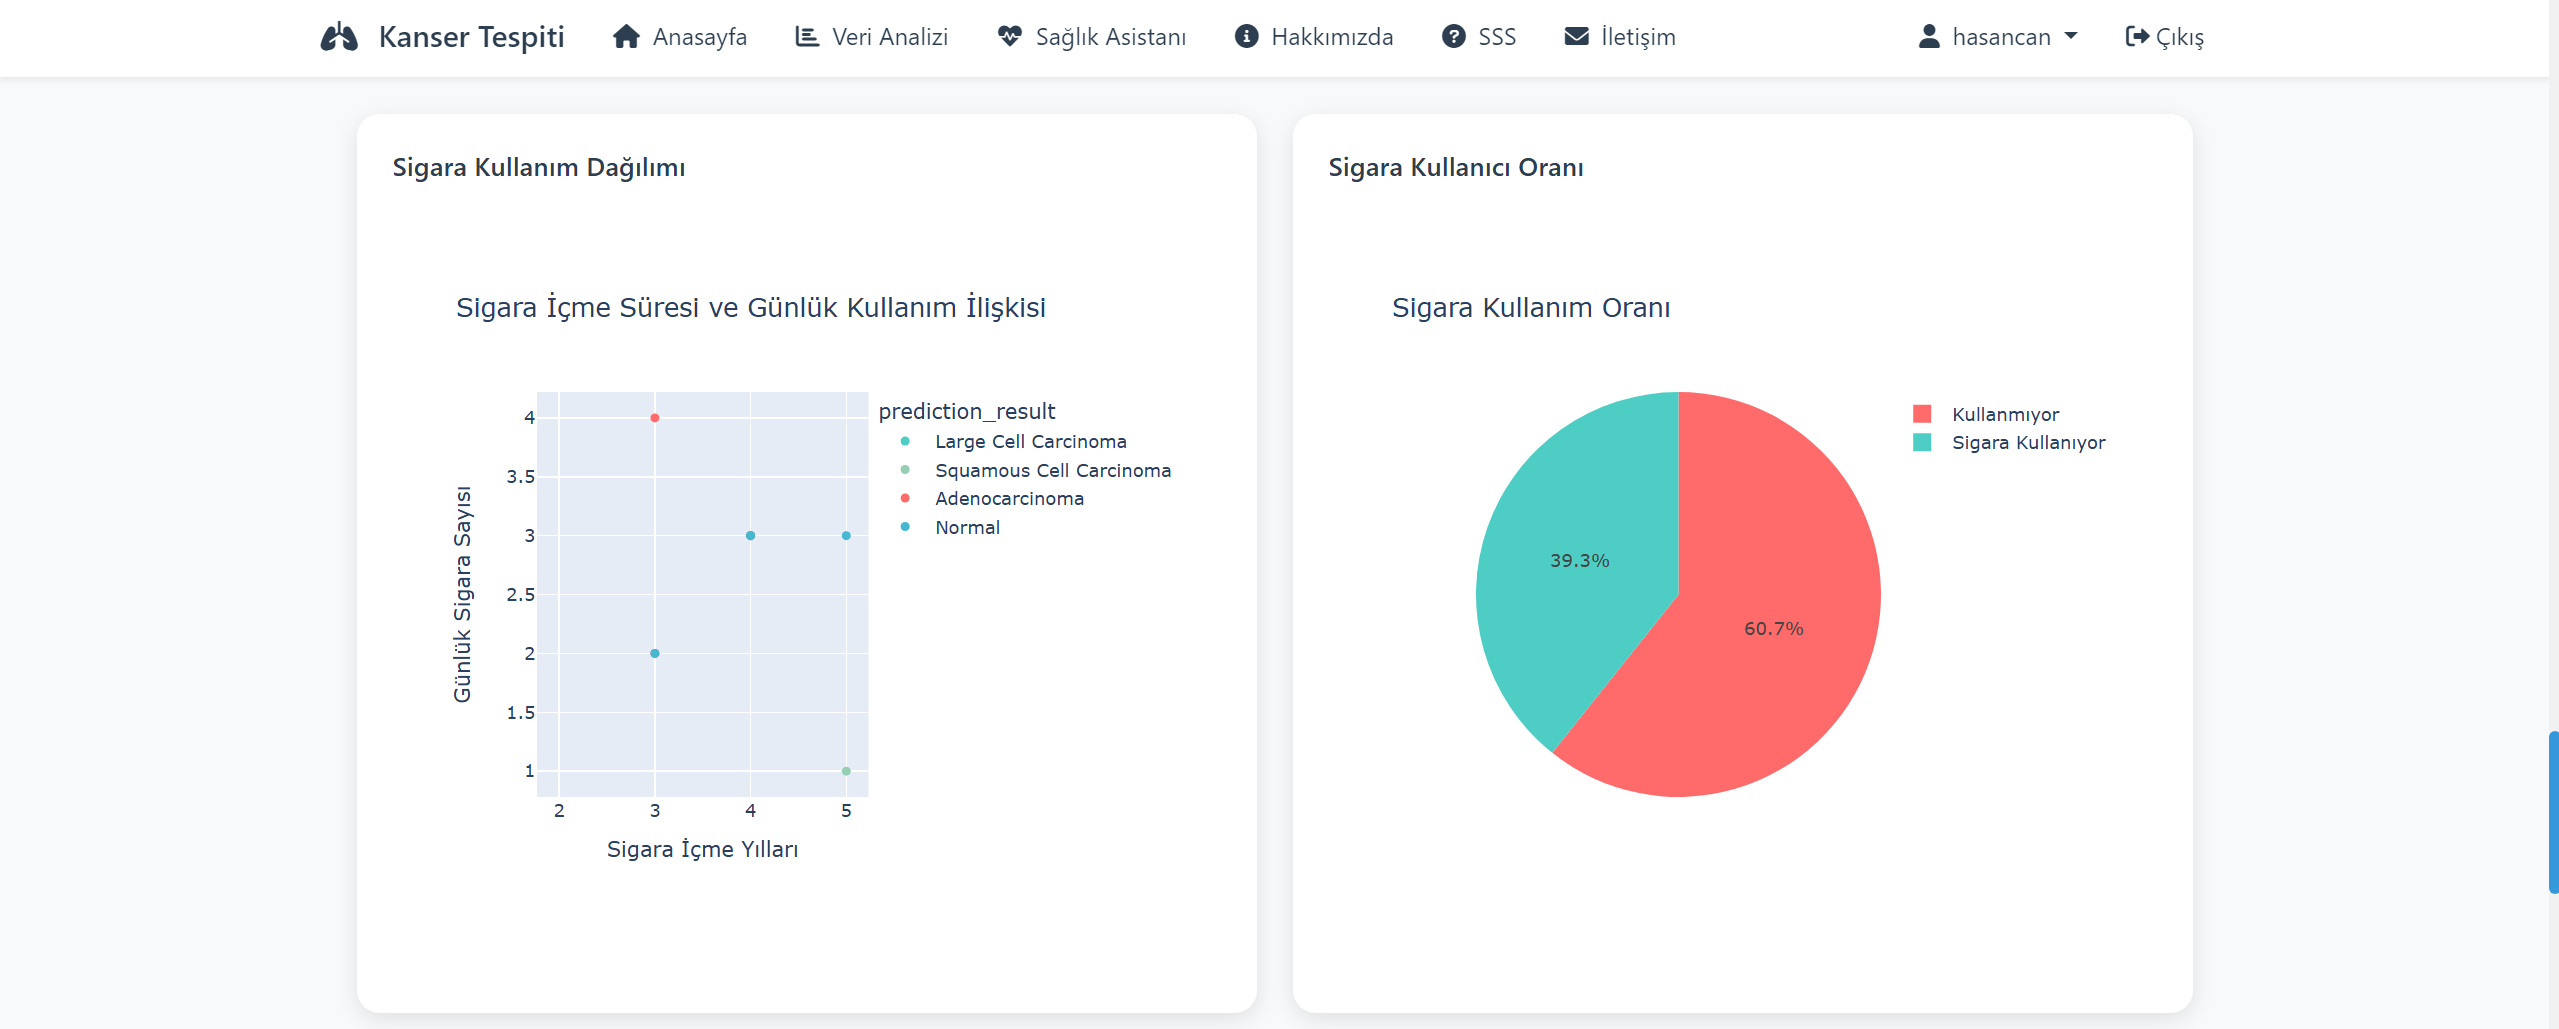 Kanser Tespiti Anasayfa Veri Analizi Sağlık Asistanı Hakkımızda SSS İletişim hasancan Çıkış
Sigara Kullanım Dağılımı
Sigara İçme Süresi ve Günlük Kullanım İlişkisi
Günlük Sigara Sayısı
4
3.5
3
2.5
2
1.5
1
2 3 4 5
Sigara İçme Yılları
prediction_result
Large Cell Carcinoma
Squamous Cell Carcinoma
Adenocarcinoma
Normal
Sigara Kullanıcı Oranı
Sigara Kullanım Oranı
39.3%
60.7%
Kullanmıyor
Sigara Kullanıyor